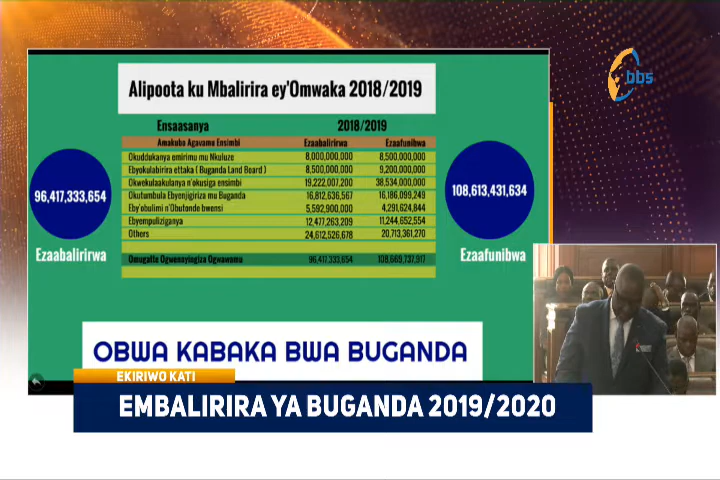 bbs
Alipoota ku Mbalirira ey'Omwaka 2018/2019
Ensaasanya 2018/2019
Amakubo Agavamu Ensimbi Ezaabalirirwa Ezaafunibwa
Okuddukanya omirimu mu Nkuluze 8,000,000,000 8,500,000,000
Ebyokulabirira ettaka ( Buganda Land Board ) 8,500,000,000 9,200,000,000
Okwekulaakulanya n'okusiga ensimbi 19,222,007,200 38,534,000,000
Okutumbula Ebyenjigiriza mu Buganda 16,812,636,567 16,186,099,249
Eby'obulimi n'Obutonde bwensi 5,592,900,000 4,291,624,844
Ebyempuliziganya 12,477,263,209 11,244,652,554
Others 24,612,526,678 20,713,361,270
Omugatte Ogwensyingiza Ogwawamu 96,417,333,654 108,669,737,917
96,417,333,654
Ezaabalirirwa
108,613,431,634
Ezaafunibwa
OBWA KABAKA BWA BUGANDA
EKIRIWO KATI
EMBALIRIRA YA BUGANDA 2019/2020